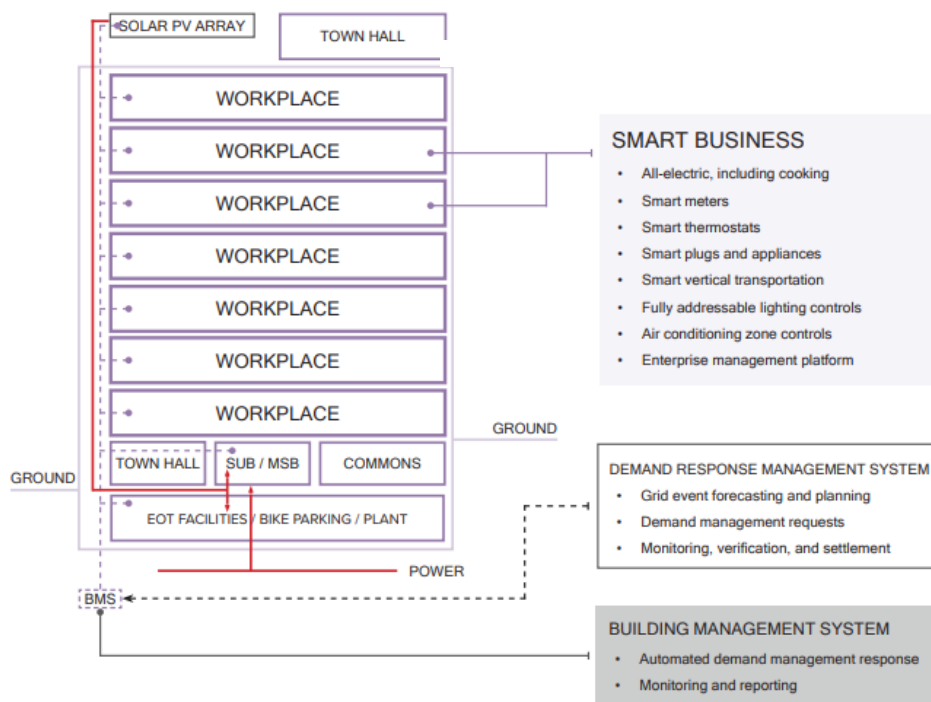 SOLAR PV ARRAY
TOWN HALL
WORKPLACE
WORKPLACE
WORKPLACE
WORKPLACE
WORKPLACE
WORKPLACE
WORKPLACE
TOWN HALL
SUB / MSB
COMMONS
GROUND
GROUND
EOT FACILITIES / BIKE PARKING / PLANT
POWER
BMS
SMART BUSINESS
• All-electric, including cooking
• Smart meters
• Smart thermostats
• Smart plugs and appliances
• Smart vertical transportation
• Fully addressable lighting controls
• Air conditioning zone controls
• Enterprise management platform
DEMAND RESPONSE MANAGEMENT SYSTEM
• Grid event forecasting and planning
• Demand management requests
• Monitoring, verification, and settlement
BUILDING MANAGEMENT SYSTEM
• Automated demand management response
• Monitoring and reporting